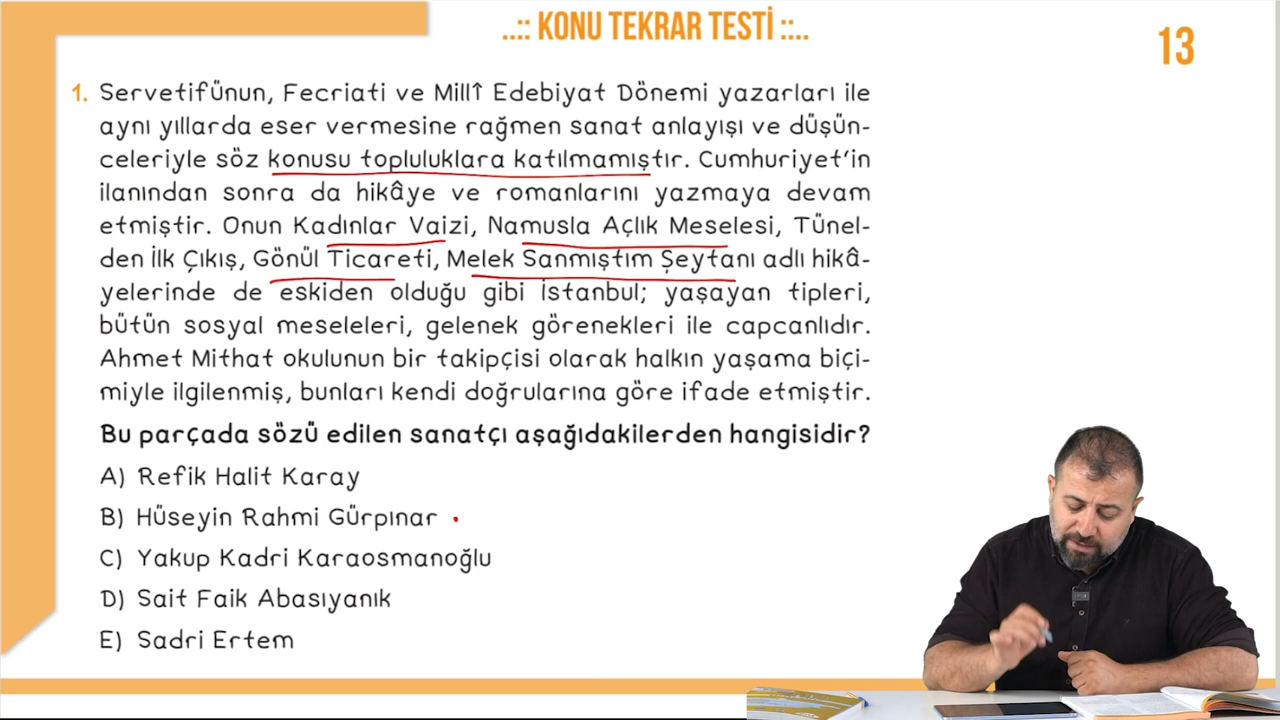 ..:: KONU TEKRAR TESTİ ::..
13
1. Servetifünun, Fecriati ve Millî Edebiyat Dönemi yazarları ile
aynı yıllarda eser vermesine rağmen sanat anlayışı ve düşün-
celeriyle söz konusu topluluklara katılmamıştır. Cumhuriyet'in
ilanından sonra da hikâye ve romanlarını yazmaya devam
etmiştir. Onun Kadınlar Vaizi, Namusla Açlık Meselesi, Tünel-
den İlk Çıkış, Gönül Ticareti, Melek Sanmıştım Şeytanı adlı hikâ-
yelerinde de eskiden olduğu gibi İstanbul; yaşayan tipleri,
bütün sosyal meseleleri, gelenek görenekleri ile capcanlıdır.
Ahmet Mithat okulunun bir takipçisi olarak halkın yaşama biçi-
miyle ilgilenmiş, bunları kendi doğrularına göre ifade etmiştir.
Bu parçada sözü edilen sanatçı aşağıdakilerden hangisidir?
A) Refik Halit Karay
B) Hüseyin Rahmi Gürpınar
C) Yakup Kadri Karaosmanoğlu
D) Sait Faik Abasıyanık
E) Sadri Ertem